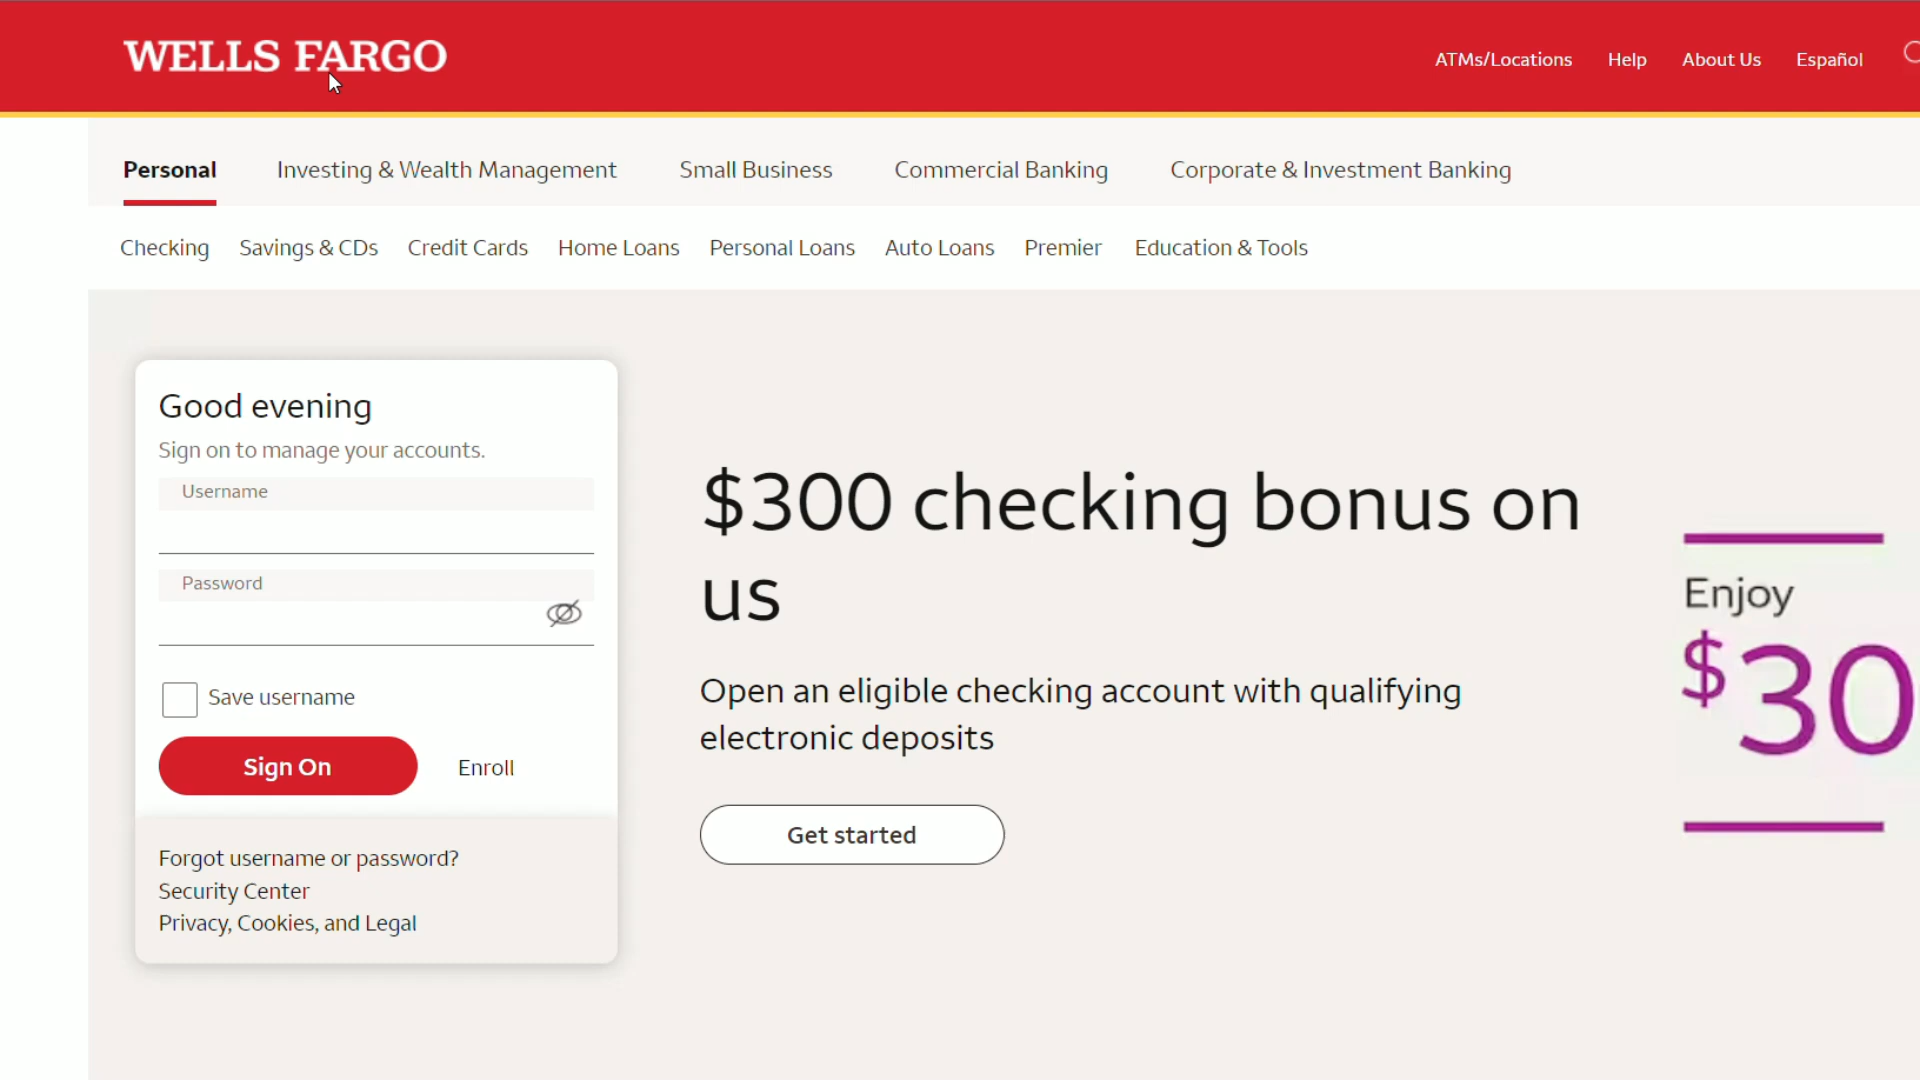 WELLS FARGO
ATMs/Locations Help About Us Español
Personal Investing & Wealth Management Small Business Commercial Banking Corporate & Investment Banking
Checking Savings & CDs Credit Cards Home Loans Personal Loans Auto Loans Premier Education & Tools
Good evening
Sign on to manage your accounts.
Username
Password
Save username
Sign On Enroll
Forgot username or password?
Security Center
Privacy, Cookies, and Legal
$300 checking bonus on
us
Open an eligible checking account with qualifying
electronic deposits
Get started
Enjoy
$30